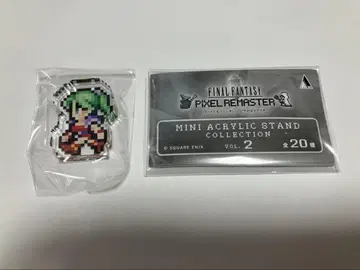 FINAL FANTASY
PIXEL REMASTER
MINI ACRYLIC STAND
COLLECTION
© SQUARE ENIX
VOL. 2
全20種